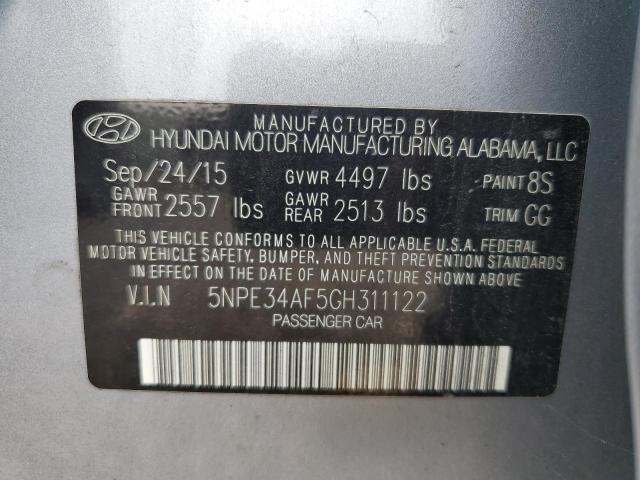 MANUFACTURED BY
HYUNDAI MOTOR MANUFACTURING ALABAMA, LLC
Sep/24/15 GVWR 4497 lbs PAINT 8S
GAWR FRONT 2557 lbs GAWR REAR 2513 lbs TRIM GG
THIS VEHICLE CONFORMS TO ALL APPLICABLE U.S.A. FEDERAL
MOTOR VEHICLE SAFETY, BUMPER, AND THEFT PREVENTION
STANDARDS IN EFFECT ON THE DATE OF MANUFACTURE SHOWN ABOVE.
V.I.N 5NPE34AF5GH311122
PASSENGER CAR